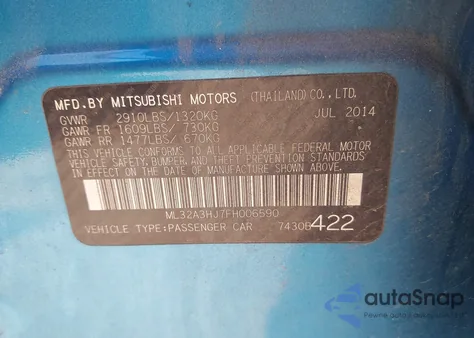 MFD.BY MITSUBISHI MOTORS (THAILAND)CO.,LTD.
GVWR 2910LBS/1320KG JUL 2014
GAWR FR 1609LBS/ 730KG
GAWR RR 1477LBS/ 670KG
THIS VEHICLE CONFORMS TO ALL APPLICABLE FEDERAL MOTOR
VEHICLE SAFETY, BUMPER, AND THEFT PREVENTION STANDARDS IN
EFFECT ON THE DATE OF MANUFACTURE SHOWN ABOVE.
ML32A3HJ7FH006590
VEHICLE TYPE:PASSENGER CAR 7430B422
autoSnap